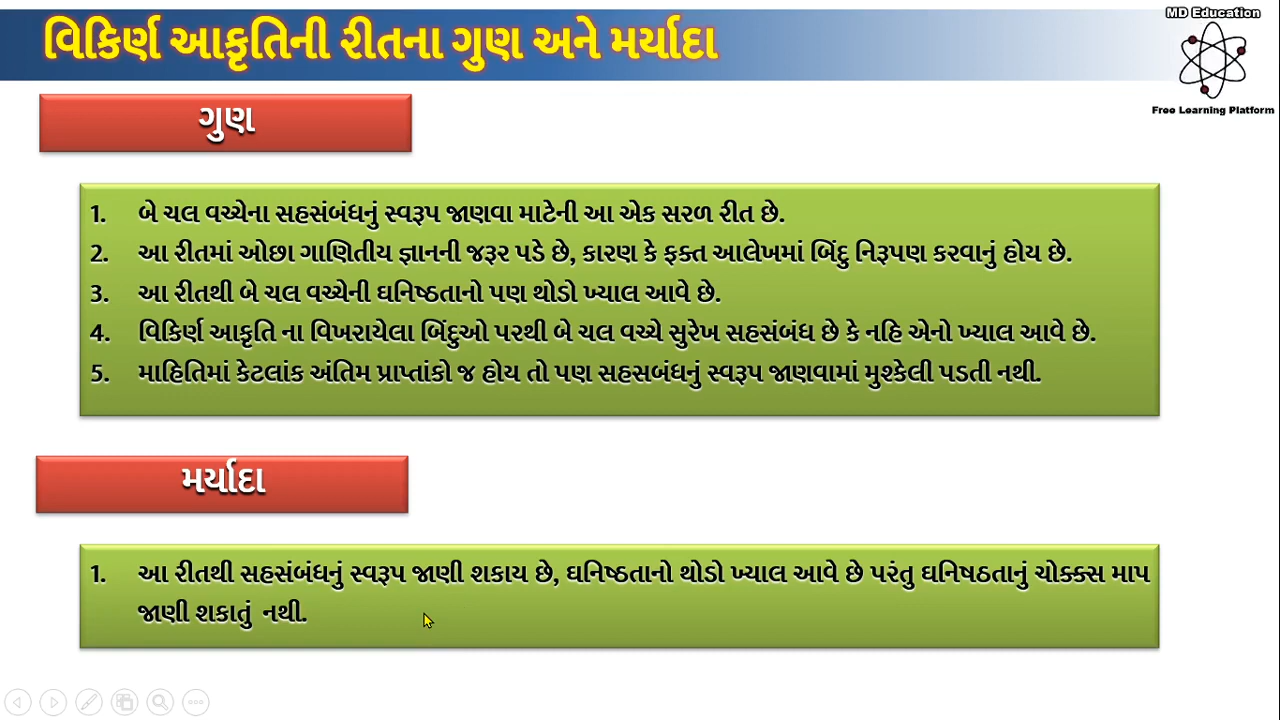 વિકિર્ણ આકૃતિની રીતના ગુણ અને મર્યાદા
MD Education
Free Learning Platform
ગુણ
1. બે ચલ વચ્ચેના સહસંબંધનું સ્વરૂપ જાણવા માટેની આ એક સરળ રીત છે.
2. આ રીતમાં ઓછા ગાણિતીય જ્ઞાનની જરૂર પડે છે, કારણ કે ફક્ત આલેખમાં બિંદુ નિરૂપણ કરવાનું હોય છે.
3. આ રીતથી બે ચલ વચ્ચેની ઘનિષ્ઠતાનો પણ થોડો ખ્યાલ આવે છે.
4. વિકિર્ણ આકૃતિ ના વિખરાયેલા બિંદુઓ પરથી બે ચલ વચ્ચે સુરેખ સહસંબંધ છે કે નહિ એનો ખ્યાલ આવે છે.
5. માહિતિમાં કેટલાંક અંતિમ પ્રાપ્તાંકો જ હોય તો પણ સહસબંધનું સ્વરૂપ જાણવામાં મુશ્કેલી પડતી નથી.
મર્યાદા
1. આ રીતથી સહસંબંધનું સ્વરૂપ જાણી શકાય છે, ઘનિષ્ઠતાનો થોડો ખ્યાલ આવે છે પરંતુ ઘનિષઠતાનું ચોક્ક્સ માપ
જાણી શકાતું નથી.